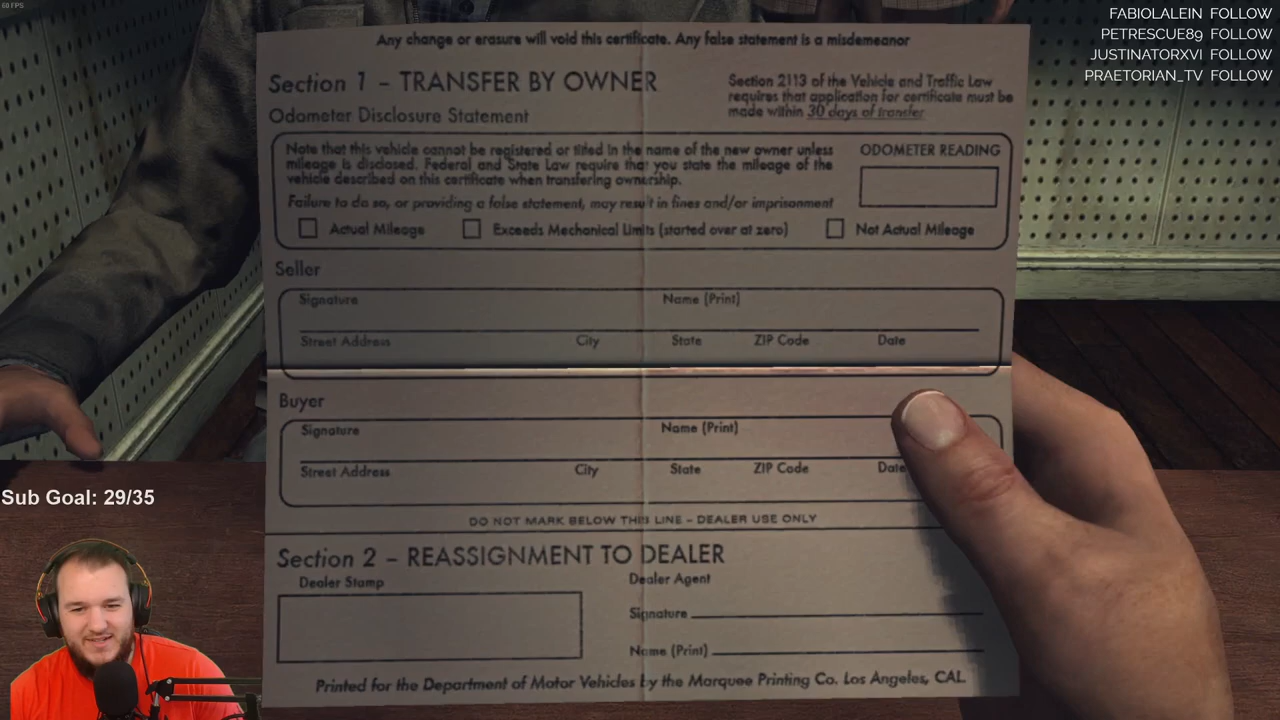 60 FPS
FABIOLALEIN FOLLOW
PETRESCUE89 FOLLOW
JUSTINATORXVI FOLLOW
PRAETORIAN_TV FOLLOW
Any change or erasure will void this certificate. Any false statement is a misdemeanor
Section 1 – TRANSFER BY OWNER
Odometer Disclosure Statement
Section 2113 of the Vehicle and Traffic Law
requires that application for certificate must be
made within 30 days of transfer
Note that this vehicle cannot be registered or titled in the name of the new owner unless
mileage is disclosed. Federal and State Law require that you state the mileage of the
vehicle described on this certificate when transfering ownership.
Failure to do so, or providing a false statement, may result in fines and/or imprisonment
ODOMETER READING
Actual Mileage
Exceeds Mechanical Limits (started over at zero)
Not Actual Mileage
Seller
Signature Name (Print)
Street Address City State ZIP Code Date
Buyer
Signature Name (Print)
Street Address City State ZIP Code Date
DO NOT MARK BELOW THIS LINE – DEALER USE ONLY
Section 2 – REASSIGNMENT TO DEALER
Dealer Stamp
Dealer Agent
Signature
Name (Print)
Printed for the Department of Motor Vehicles by the Marquee Printing Co. Los Angeles, CAL
Sub Goal: 29/35